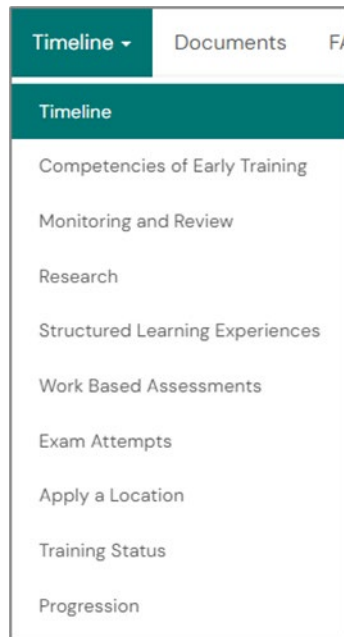 Timeline Documents FA
Timeline
Competencies of Early Training
Monitoring and Review
Research
Structured Learning Experiences
Work Based Assessments
Exam Attempts
Apply a Location
Training Status
Progression